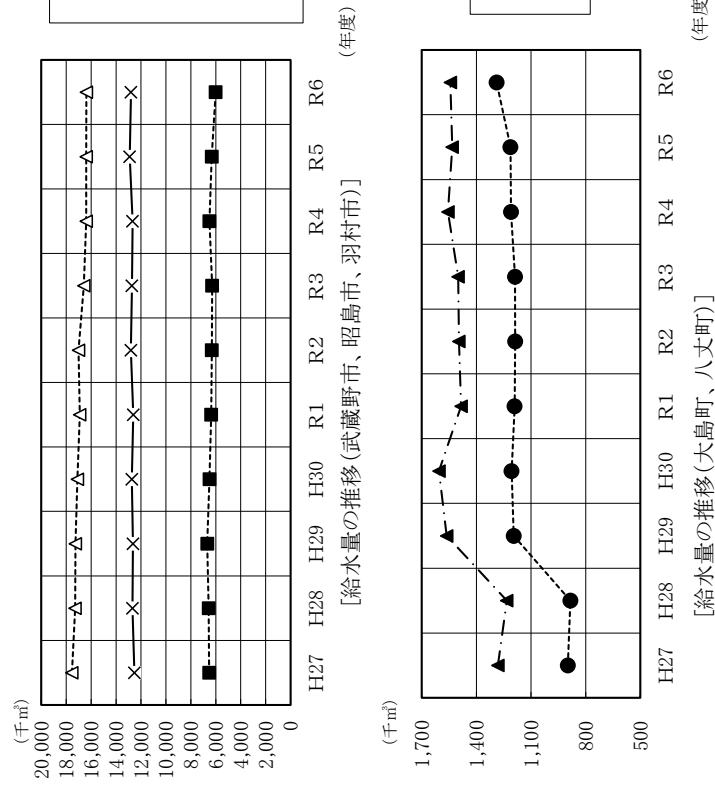 (千㎥)
20,000
18,000
16,000
14,000
12,000
10,000
8,000
6,000
4,000
2,000
0
H27 H28 H29 H30 R1 R2 R3 R4 R5 R6
(年度)
[給水量の推移(武蔵野市、昭島市、羽村市)]
(千㎥)
1,700
1,400
1,100
800
500
H27 H28 H29 H30 R1 R2 R3 R4 R5 R6
(年度
[給水量の推移(大島町、八丈町)]